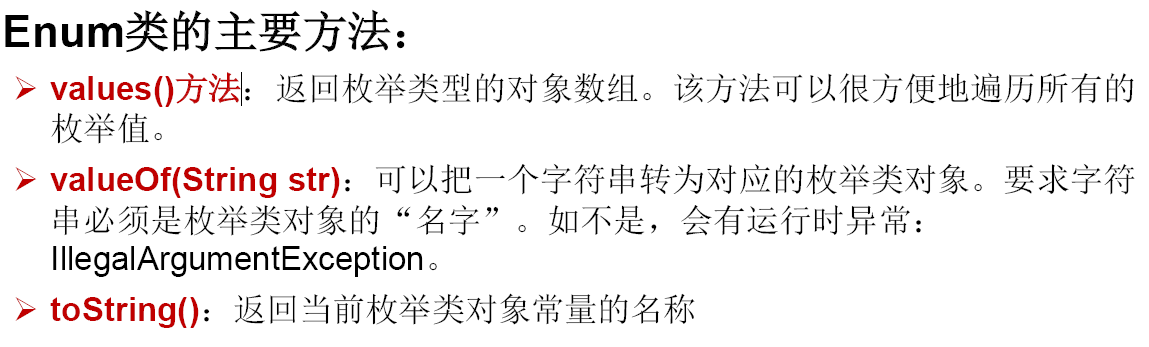 Enum类的主要方法：
➢ values()方法：返回枚举类型的对象数组。该方法可以很方便地遍历所有的
枚举值。
➢ valueOf(String str)：可以把一个字符串转为对应的枚举类对象。要求字符
串必须是枚举类对象的“名字”。如不是，会有运行时异常：
IllegalArgumentException。
➢ toString()：返回当前枚举类对象常量的名称